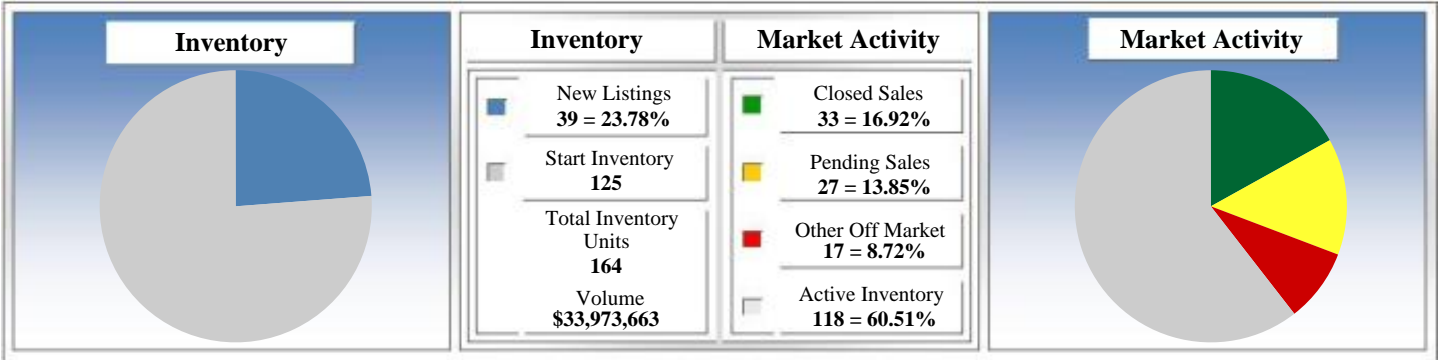 Inventory
Inventory
Market Activity
New Listings
39 = 23.78%
Start Inventory
125
Total Inventory
Units
164
Volume
$33,973,663
Closed Sales
33 = 16.92%
Pending Sales
27 = 13.85%
Other Off Market
17 = 8.72%
Active Inventory
118 = 60.51%
Market Activity